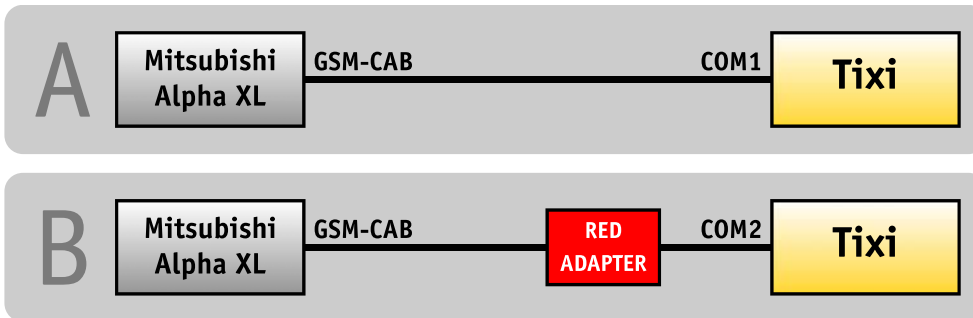 A
Mitsubishi
Alpha XL
GSM-CAB
COM1
Tixi
B
Mitsubishi
Alpha XL
GSM-CAB
RED
ADAPTER
COM2
Tixi